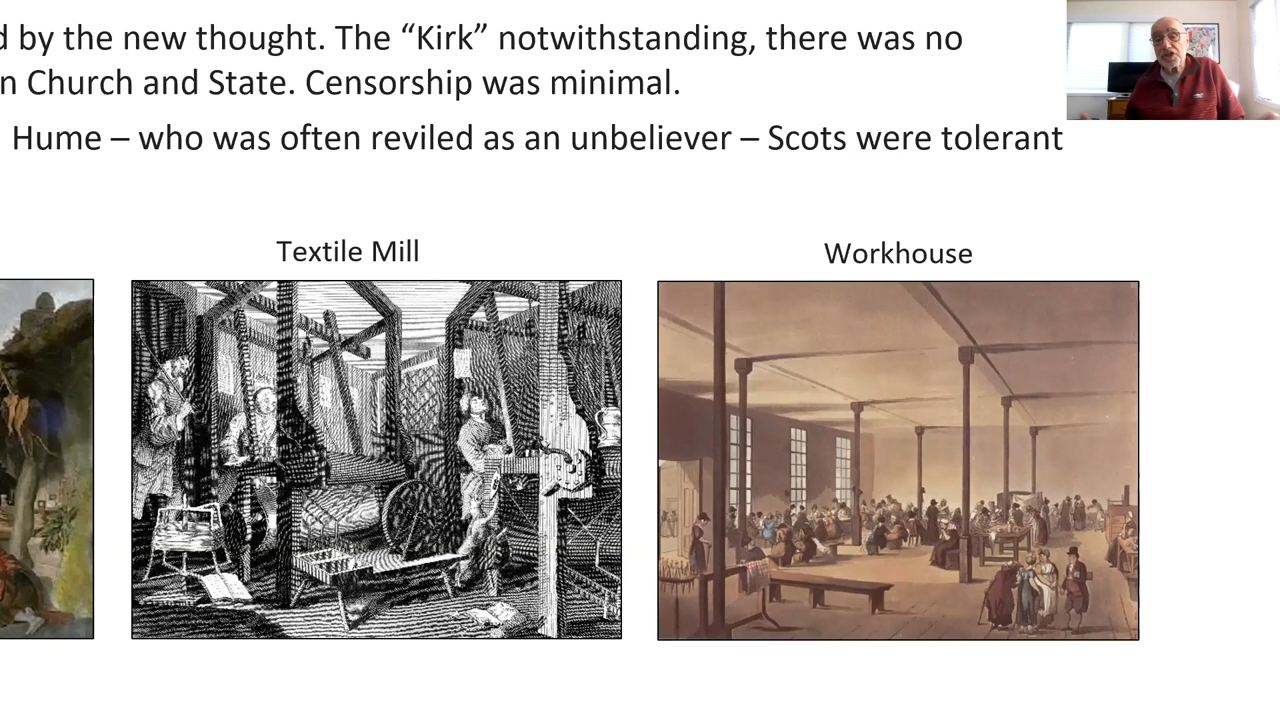 d by the new thought. The “Kirk” notwithstanding, there was no
n Church and State. Censorship was minimal.
Hume – who was often reviled as an unbeliever – Scots were tolerant
Textile Mill
Workhouse